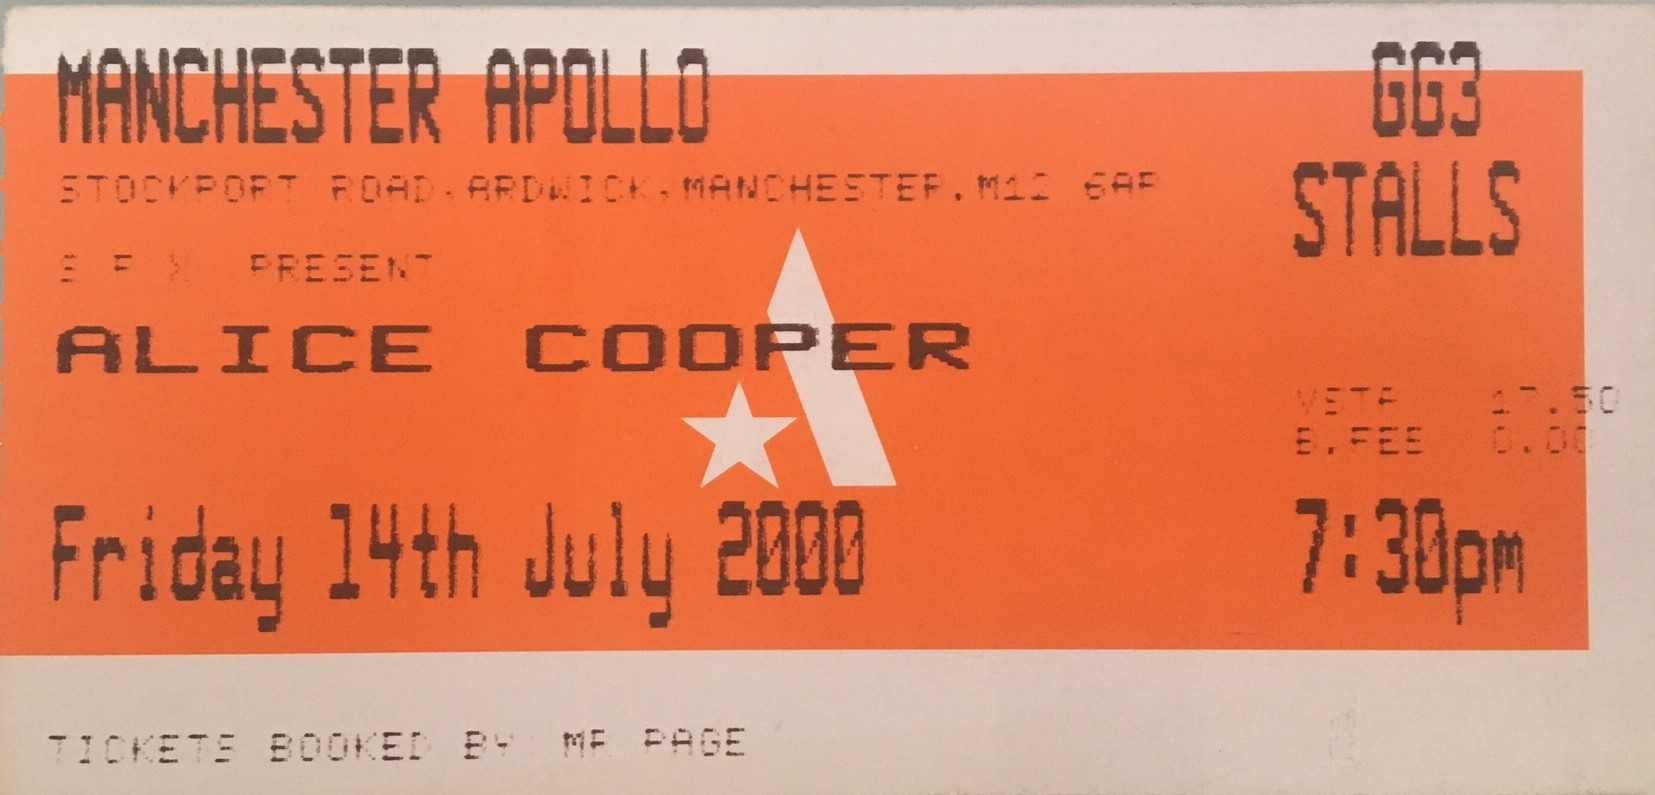 MANCHESTER APOLLO
GG3
STOCKPORT ROAD,ARDWICK,MANCHESTER.M12 6AP
STALLS
S F X PRESENT
ALICE COOPER
VSTA 17.50
B.FEE 0.00
Friday 14th July 2000
7:30pm
TICKETS BOOKED BY MR PAGE